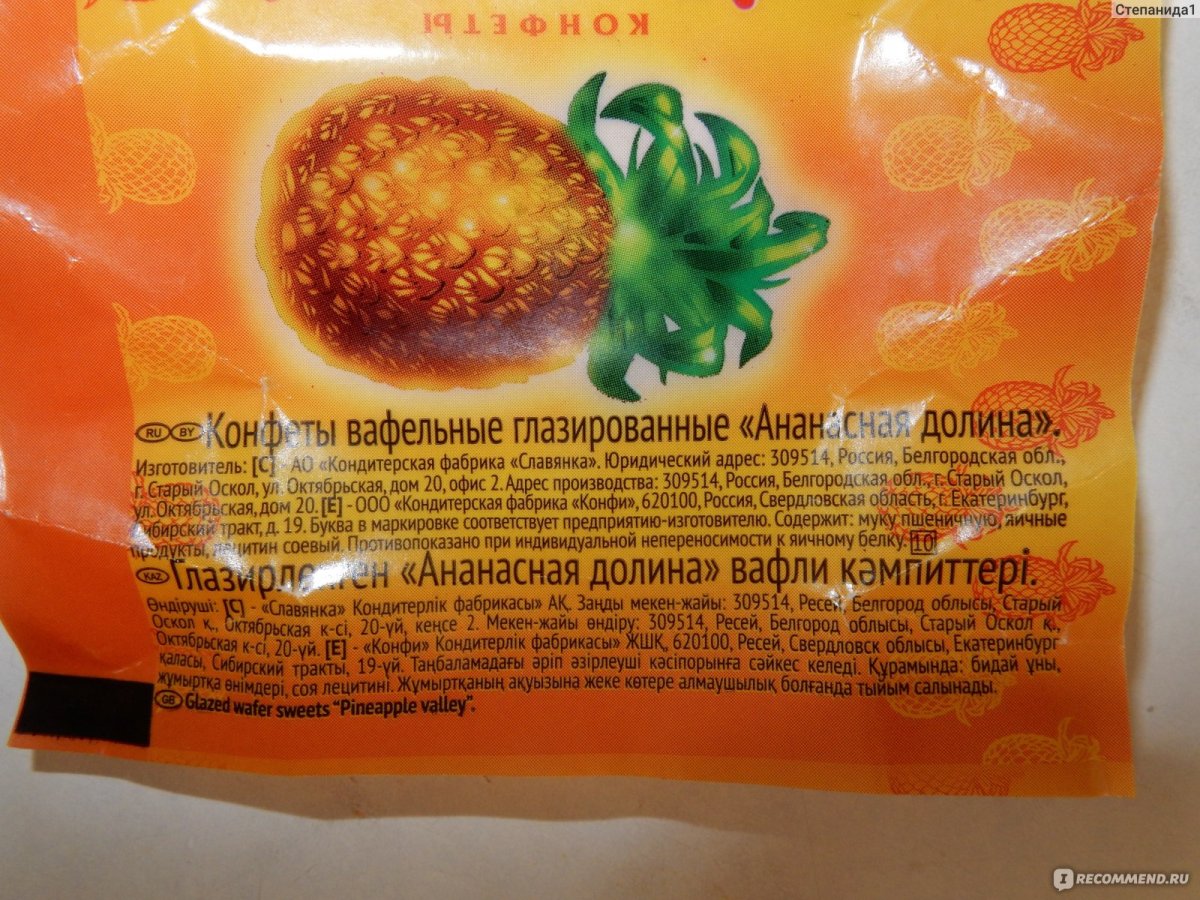 Степанида1
КОНФЕТЫ
RU BY Конфеты вафельные глазированные «Ананасная долина».
Изготовитель: [C] - АО «Кондитерская фабрика «Славянка». Юридический адрес: 309514, Россия, Белгородская обл.,
г. Старый Оскол, ул. Октябрьская, дом 20, офис 2. Адрес производства: 309514, Россия, Белгородская обл., г. Старый Оскол,
ул. Октябрьская, дом 20. [E] - ООО «Кондитерская фабрика «Конфи», 620100, Россия, Свердловская область, г. Екатеринбург,
Сибирский тракт, д. 19. Буква в маркировке соответствует предприятию-изготовителю. Содержит: муку пшеничную, яичные
продукты, лецитин соевый. Противопоказано при индивидуальной непереносимости к яичному белку. 10
KAZ Глазирленген «Ананасная долина» вафли кәмпиттері.
Өндіруші: [C] - «Славянка» Кондитерлік фабрикасы» АҚ. Заңды мекен-жайы: 309514, Ресей, Белгород облысы, Старый
Оскол қ., Октябрьская к-сі, 20-үй, кеңсе 2. Мекен-жайы өндіру: 309514, Ресей, Белгород облысы, Старый Оскол қ.,
Октябрьская к-сі, 20-үй. [E] - «Конфи» Кондитерлік фабрикасы» ЖШҚ, 620100, Ресей, Свердловск облысы, Екатеринбург
қаласы, Сибирский тракты, 19-үй. Таңбаламадағы әріп әзірлеуші кәсіпорынға сәйкес келеді. Құрамында: бидай ұны,
жұмыртқа өнімдері, соя лецитині. Жұмыртқаның ақуызына жеке көтере алмаушылық болғанда тыйым салынады.
GB Glazed wafer sweets "Pineapple valley".
IRECOMMEND.RU